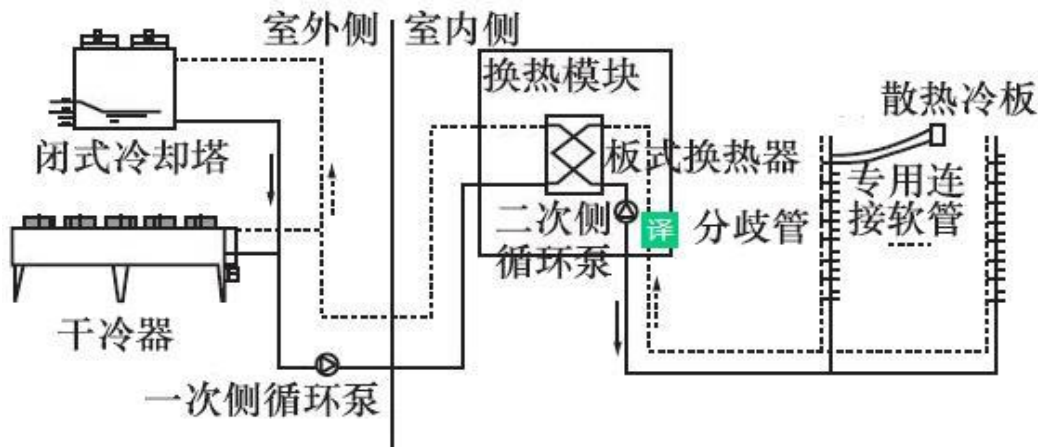 室外侧
室内侧
换热模块
散热冷板
闭式冷却塔
板式换热器
专用连
接软管
二次侧
循环泵
译
分歧管
干冷器
一次侧循环泵